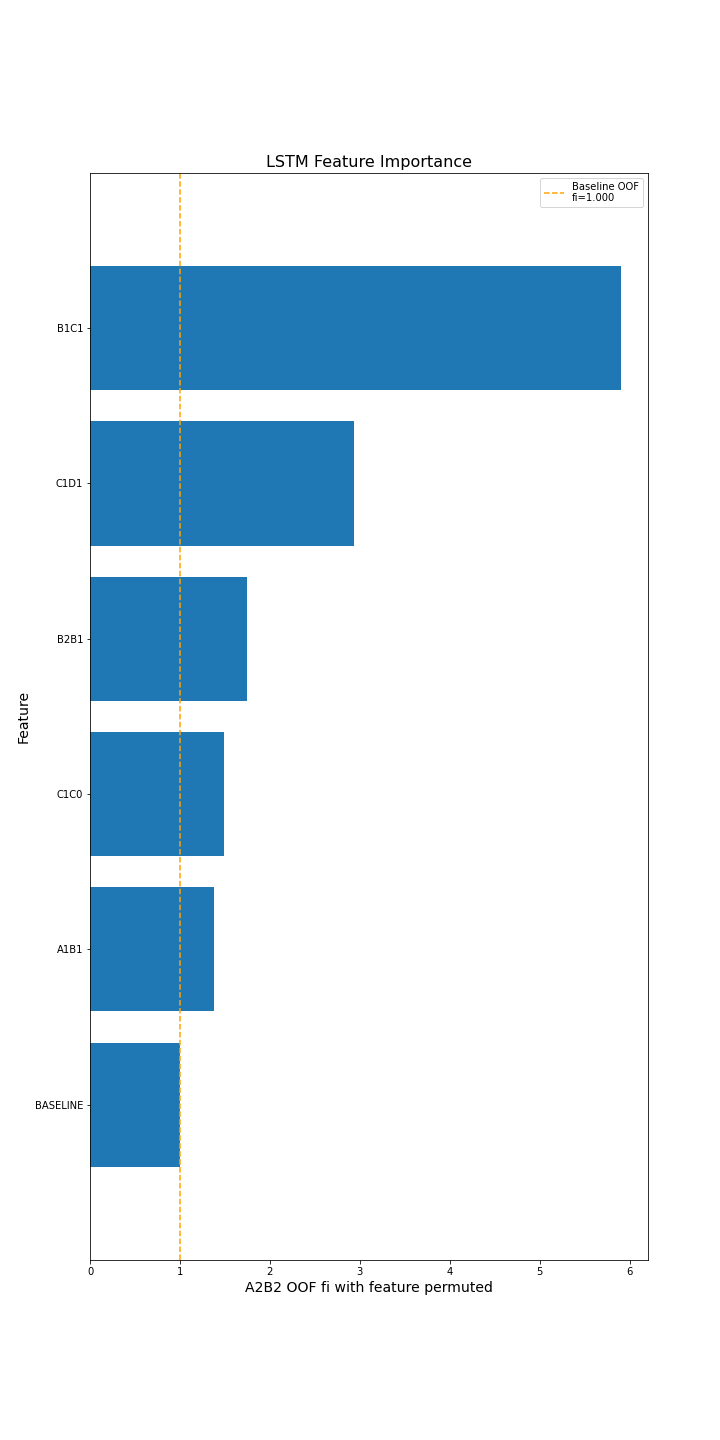 LSTM Feature Importance
Baseline OOF
fi=1.000
B1C1
C1D1
B2B1
C1C0
A1B1
BASELINE
Feature
0 1 2 3 4 5 6
A2B2 OOF fi with feature permuted